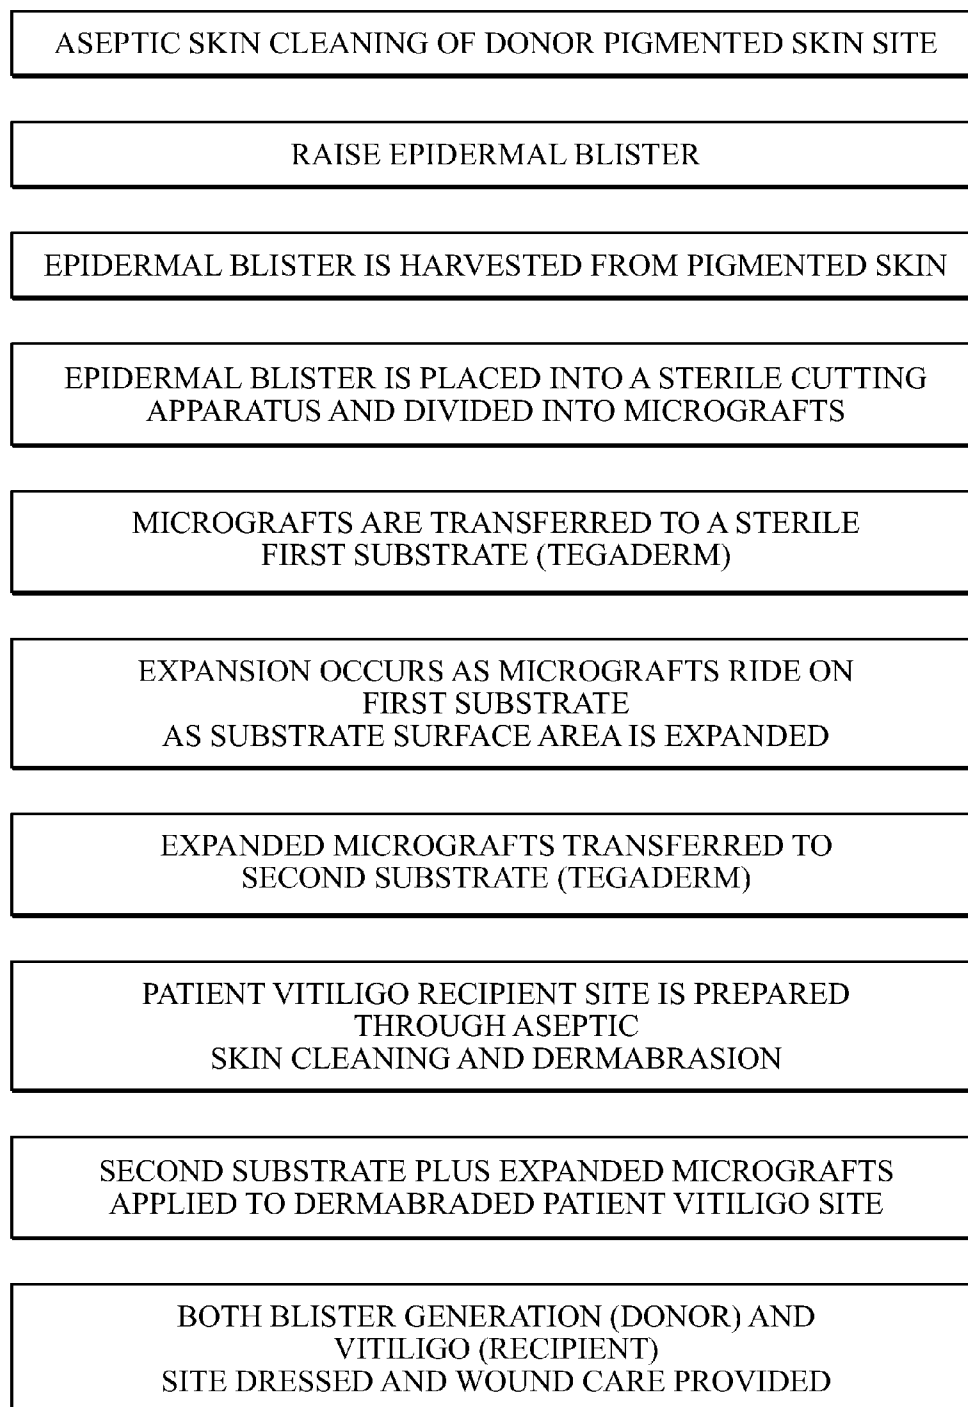 ASEPTIC SKIN CLEANING OF DONOR PIGMENTED SKIN SITE
RAISE EPIDERMAL BLISTER
EPIDERMAL BLISTER IS HARVESTED FROM PIGMENTED SKIN
EPIDERMAL BLISTER IS PLACED INTO A STERILE CUTTING
APPARATUS AND DIVIDED INTO MICROGRAFTS
MICROGRAFTS ARE TRANSFERRED TO A STERILE
FIRST SUBSTRATE (TEGADERM)
EXPANSION OCCURS AS MICROGRAFTS RIDE ON
FIRST SUBSTRATE
AS SUBSTRATE SURFACE AREA IS EXPANDED
EXPANDED MICROGRAFTS TRANSFERRED TO
SECOND SUBSTRATE (TEGADERM)
PATIENT VITILIGO RECIPIENT SITE IS PREPARED
THROUGH ASEPTIC
SKIN CLEANING AND DERMABRASION
SECOND SUBSTRATE PLUS EXPANDED MICROGRAFTS
APPLIED TO DERMABRADED PATIENT VITILIGO SITE
BOTH BLISTER GENERATION (DONOR) AND
VITILIGO (RECIPIENT)
SITE DRESSED AND WOUND CARE PROVIDED